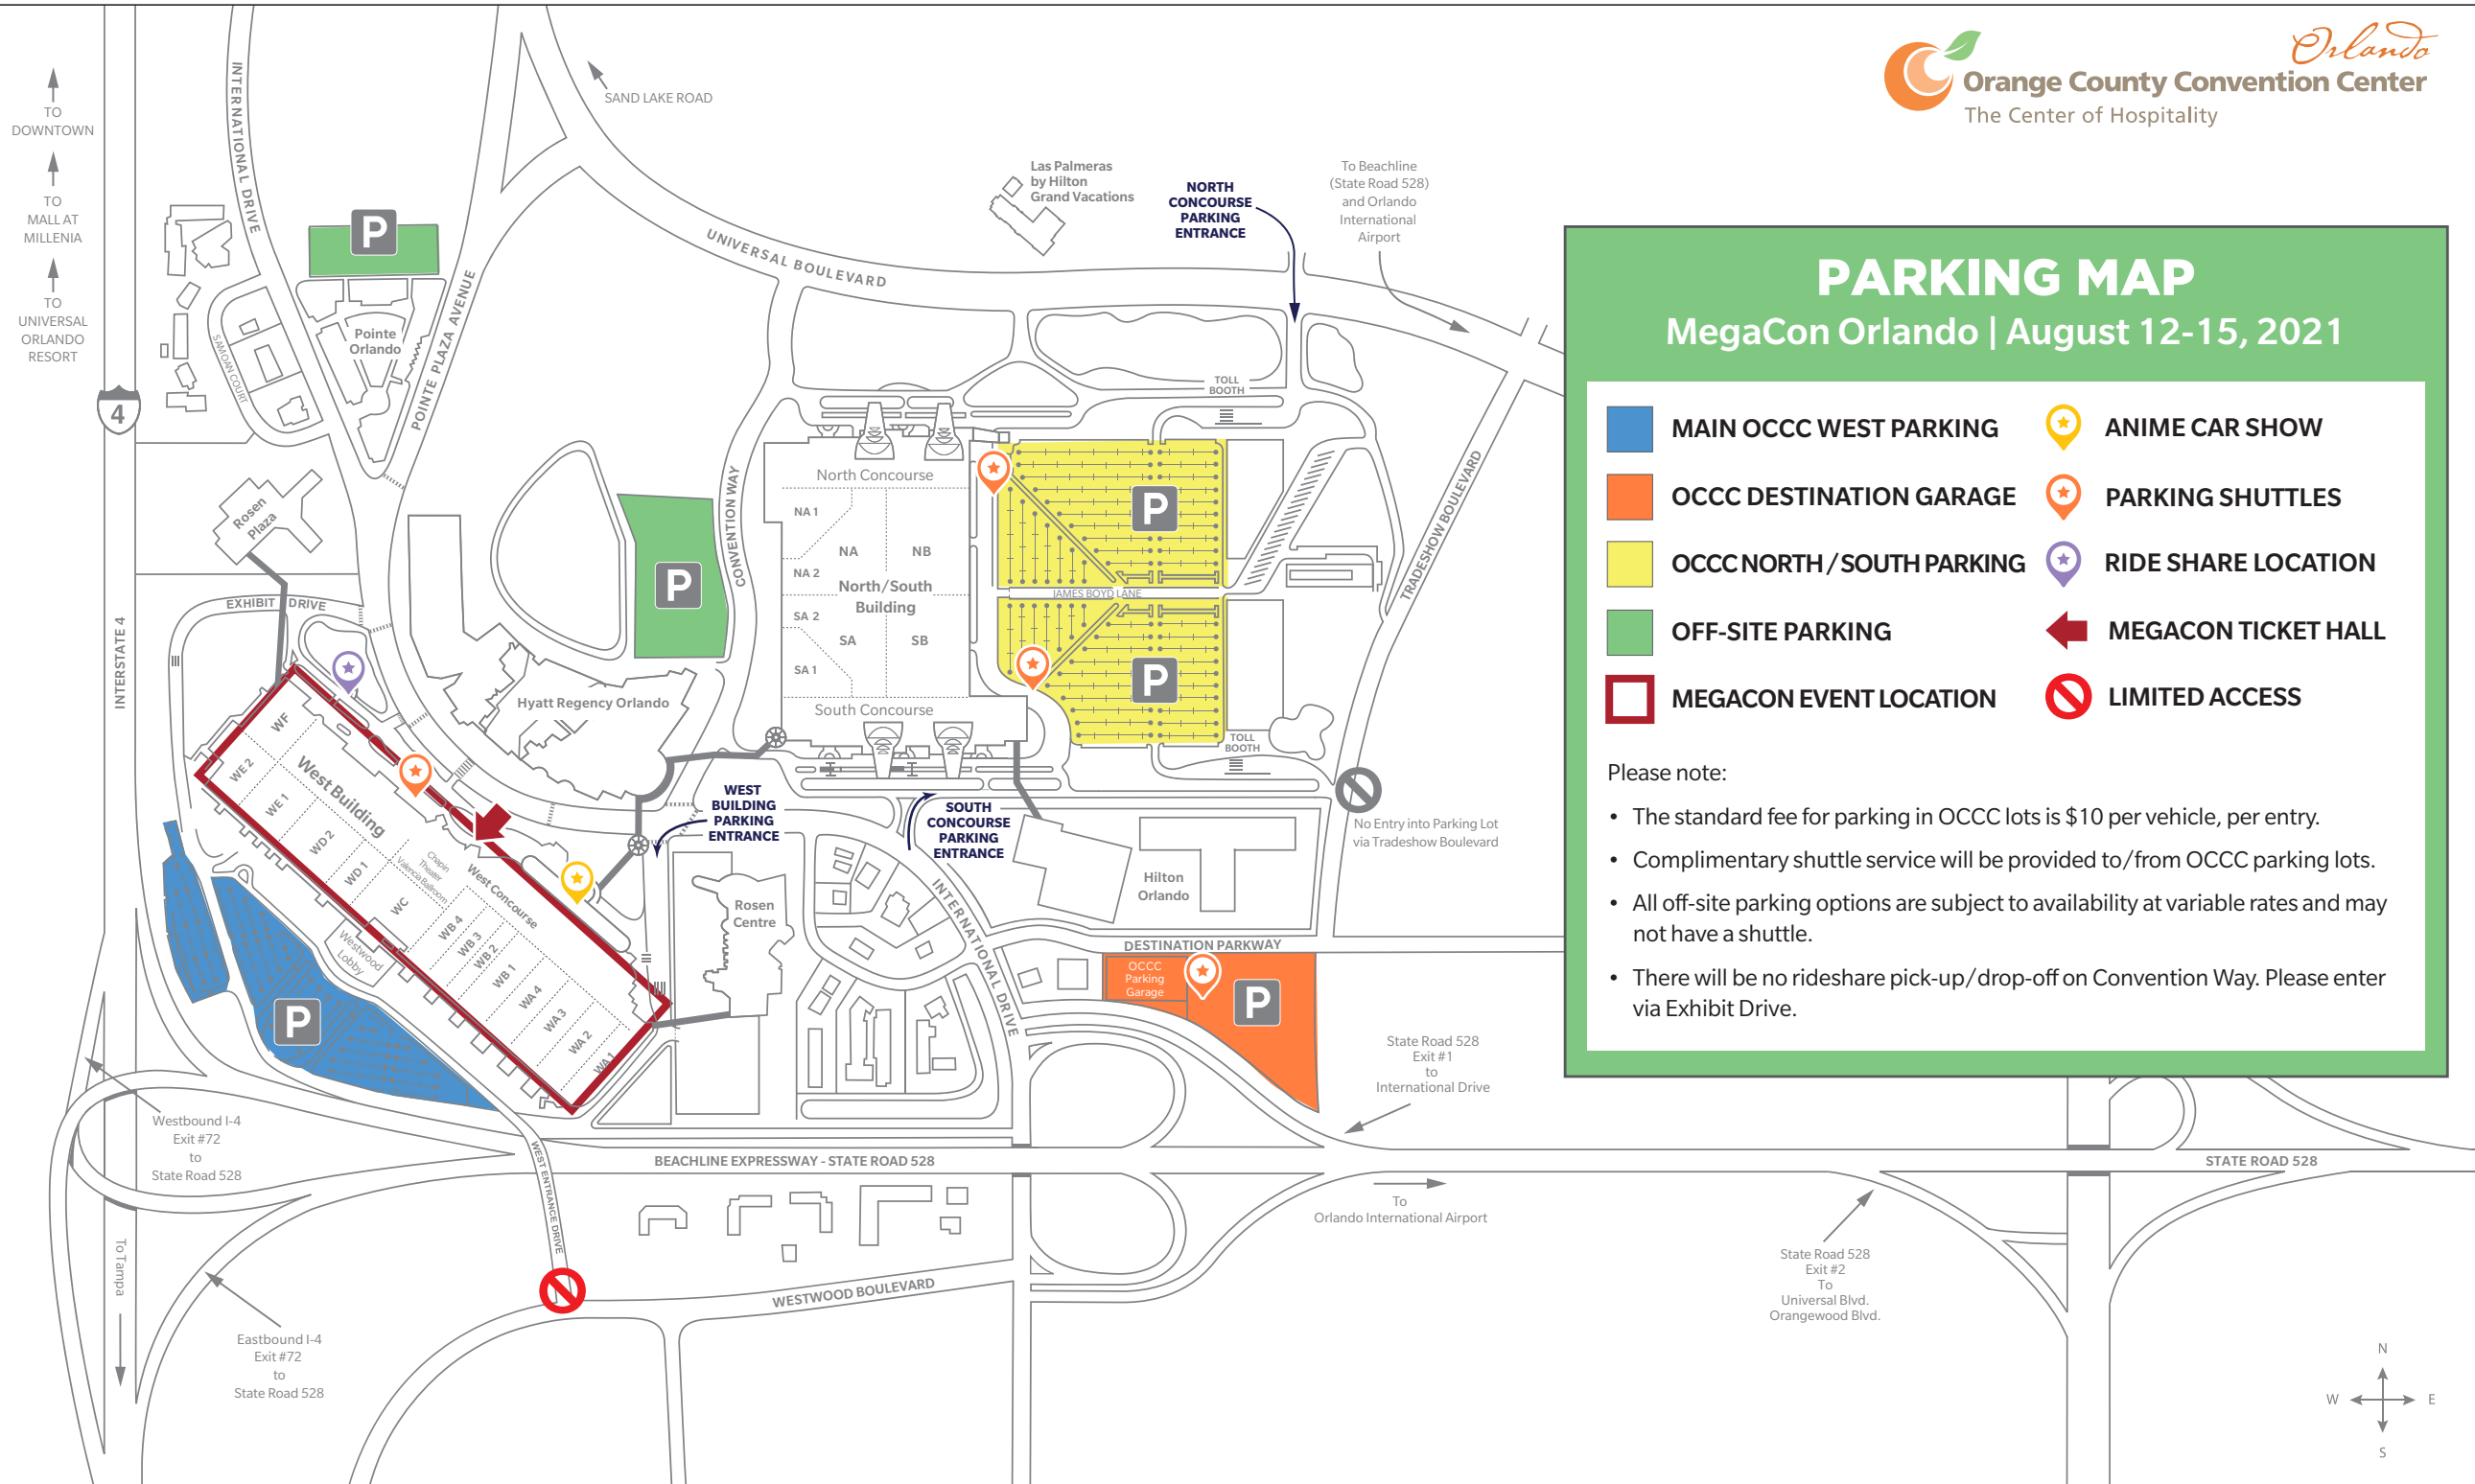 Orlando
Orange County Convention Center
The Center of Hospitality
PARKING MAP
MegaCon Orlando | August 12-15, 2021
MAIN OCCC WEST PARKING
OCCC DESTINATION GARAGE
OCCC NORTH / SOUTH PARKING
OFF-SITE PARKING
MEGACON EVENT LOCATION
ANIME CAR SHOW
PARKING SHUTTLES
RIDE SHARE LOCATION
MEGACON TICKET HALL
LIMITED ACCESS
Please note:
• The standard fee for parking in OCCC lots is $10 per vehicle, per entry.
• Complimentary shuttle service will be provided to/from OCCC parking lots.
• All off-site parking options are subject to availability at variable rates and may
not have a shuttle.
• There will be no rideshare pick-up/drop-off on Convention Way. Please enter
via Exhibit Drive.
TO
DOWNTOWN
TO
MALL AT
MILLENIA
TO
UNIVERSAL
ORLANDO
RESORT
4
INTERSTATE 4
To Tampa
INTERNATIONAL DRIVE
SAND LAKE ROAD
P
Pointe
Orlando
SAMOAN COURT
POINTE PLAZA AVENUE
UNIVERSAL BOULEVARD
Las Palmeras
by Hilton
Grand Vacations
NORTH
CONCOURSE
PARKING
ENTRANCE
To Beachline
(State Road 528)
and Orlando
International
Airport
TOLL
BOOTH
Rosen
Plaza
EXHIBIT DRIVE
P
CONVENTION WAY
North Concourse
NA 1
NA
NB
NA 2
North/South
Building
SA 2
SA
SB
SA 1
South Concourse
P
JAMES BOYD LANE
P
TRADESHOW BOULEVARD
TOLL
BOOTH
Hyatt Regency Orlando
WEST
BUILDING
PARKING
ENTRANCE
SOUTH
CONCOURSE
PARKING
ENTRANCE
No Entry into Parking Lot
via Tradeshow Boulevard
WF
WE 2
WE 1
WD 2
WD 1
WC
West Building
Chapin
Theater
Valencia Ballroom
West Concourse
WB 4
WB 3
WB 2
WB 1
WA 4
WA 3
WA 2
WA 1
Westwood
Lobby
P
Rosen
Centre
Hilton
Orlando
INTERNATIONAL DRIVE
DESTINATION PARKWAY
OCCC
Parking
Garage
P
State Road 528
Exit #1
to
International Drive
Westbound I-4
Exit #72
to
State Road 528
BEACHLINE EXPRESSWAY - STATE ROAD 528
STATE ROAD 528
WEST ENTRANCE DRIVE
To
Orlando International Airport
State Road 528
Exit #2
To
Universal Blvd.
Orangewood Blvd.
WESTWOOD BOULEVARD
Eastbound I-4
Exit #72
to
State Road 528
N
W
E
S